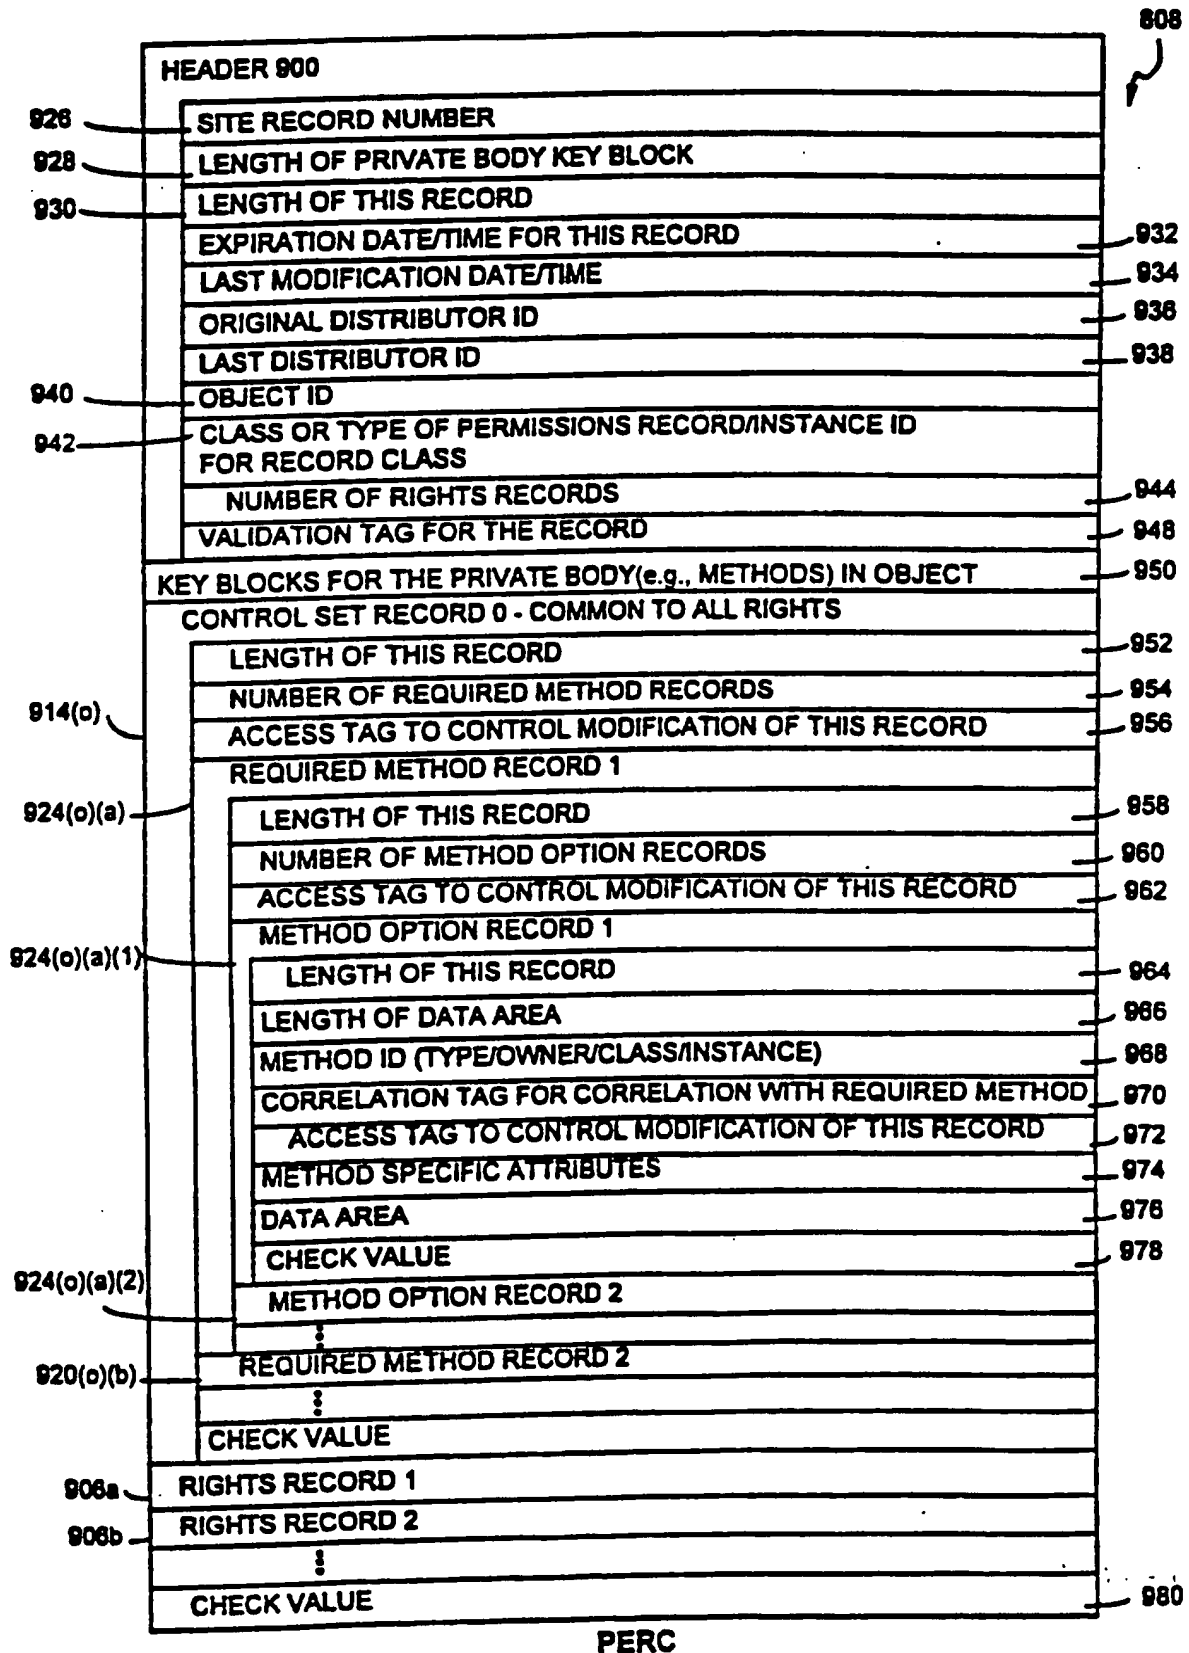 808
HEADER 900
926 SITE RECORD NUMBER
928 LENGTH OF PRIVATE BODY KEY BLOCK
930 LENGTH OF THIS RECORD
EXPIRATION DATE/TIME FOR THIS RECORD 932
LAST MODIFICATION DATE/TIME 934
ORIGINAL DISTRIBUTOR ID 936
LAST DISTRIBUTOR ID 938
940 OBJECT ID
942 CLASS OR TYPE OF PERMISSIONS RECORD/INSTANCE ID
FOR RECORD CLASS
NUMBER OF RIGHTS RECORDS 944
VALIDATION TAG FOR THE RECORD 948
KEY BLOCKS FOR THE PRIVATE BODY(e.g., METHODS) IN OBJECT 950
CONTROL SET RECORD 0 - COMMON TO ALL RIGHTS
LENGTH OF THIS RECORD 952
NUMBER OF REQUIRED METHOD RECORDS 954
914(o) ACCESS TAG TO CONTROL MODIFICATION OF THIS RECORD 956
REQUIRED METHOD RECORD 1
924(o)(a) LENGTH OF THIS RECORD 958
NUMBER OF METHOD OPTION RECORDS 960
ACCESS TAG TO CONTROL MODIFICATION OF THIS RECORD 962
METHOD OPTION RECORD 1
924(o)(a)(1) LENGTH OF THIS RECORD 964
LENGTH OF DATA AREA 966
METHOD ID (TYPE/OWNER/CLASS/INSTANCE) 968
CORRELATION TAG FOR CORRELATION WITH REQUIRED METHOD 970
ACCESS TAG TO CONTROL MODIFICATION OF THIS RECORD 972
METHOD SPECIFIC ATTRIBUTES 974
DATA AREA 976
CHECK VALUE 978
924(o)(a)(2) METHOD OPTION RECORD 2
920(o)(b) REQUIRED METHOD RECORD 2
CHECK VALUE
906a RIGHTS RECORD 1
906b RIGHTS RECORD 2
CHECK VALUE 980
PERC